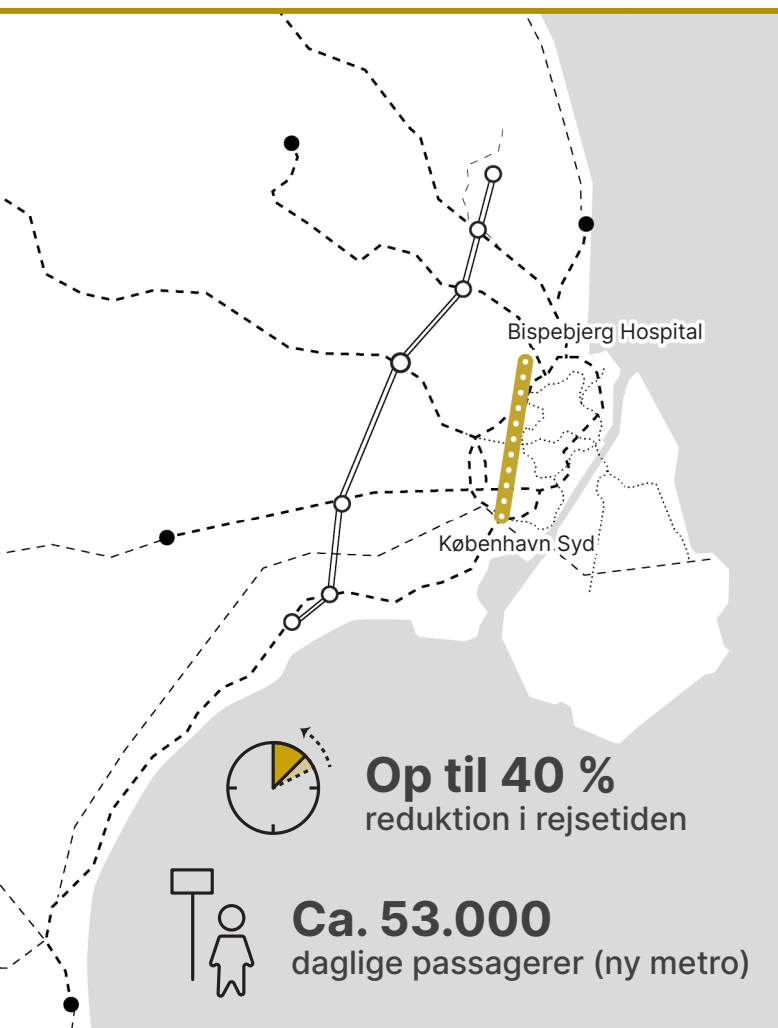 Bispebjerg Hospital
København Syd
Op til 40 %
reduktion i rejsetiden
Ca. 53.000
daglige passagerer (ny metro)